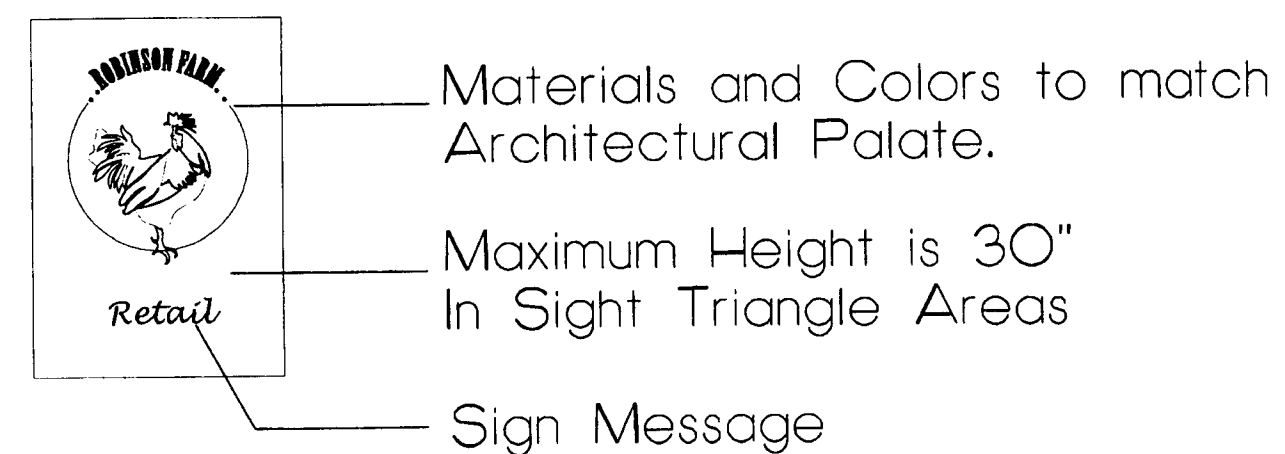 ..ROBINSON FARM..
Materials and Colors to match
Architectural Palate.
Maximum Height is 30"
In Sight Triangle Areas
Retail
Sign Message